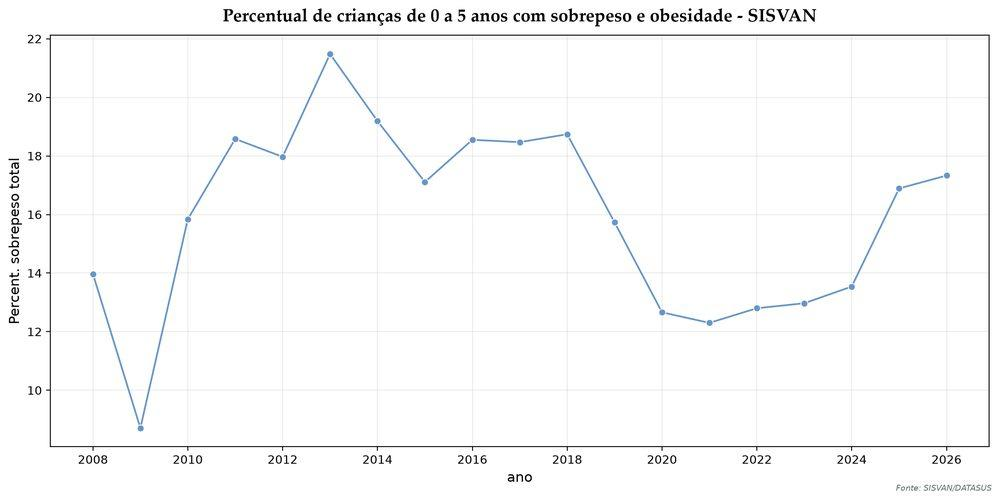 Percentual de crianças de 0 a 5 anos com sobrepeso e obesidade - SISVAN
Percent. sobrepeso total
22
20
18
16
14
12
10
2008 2010 2012 2014 2016 2018 2020 2022 2024 2026
ano
Fonte: SISVAN/DATASUS